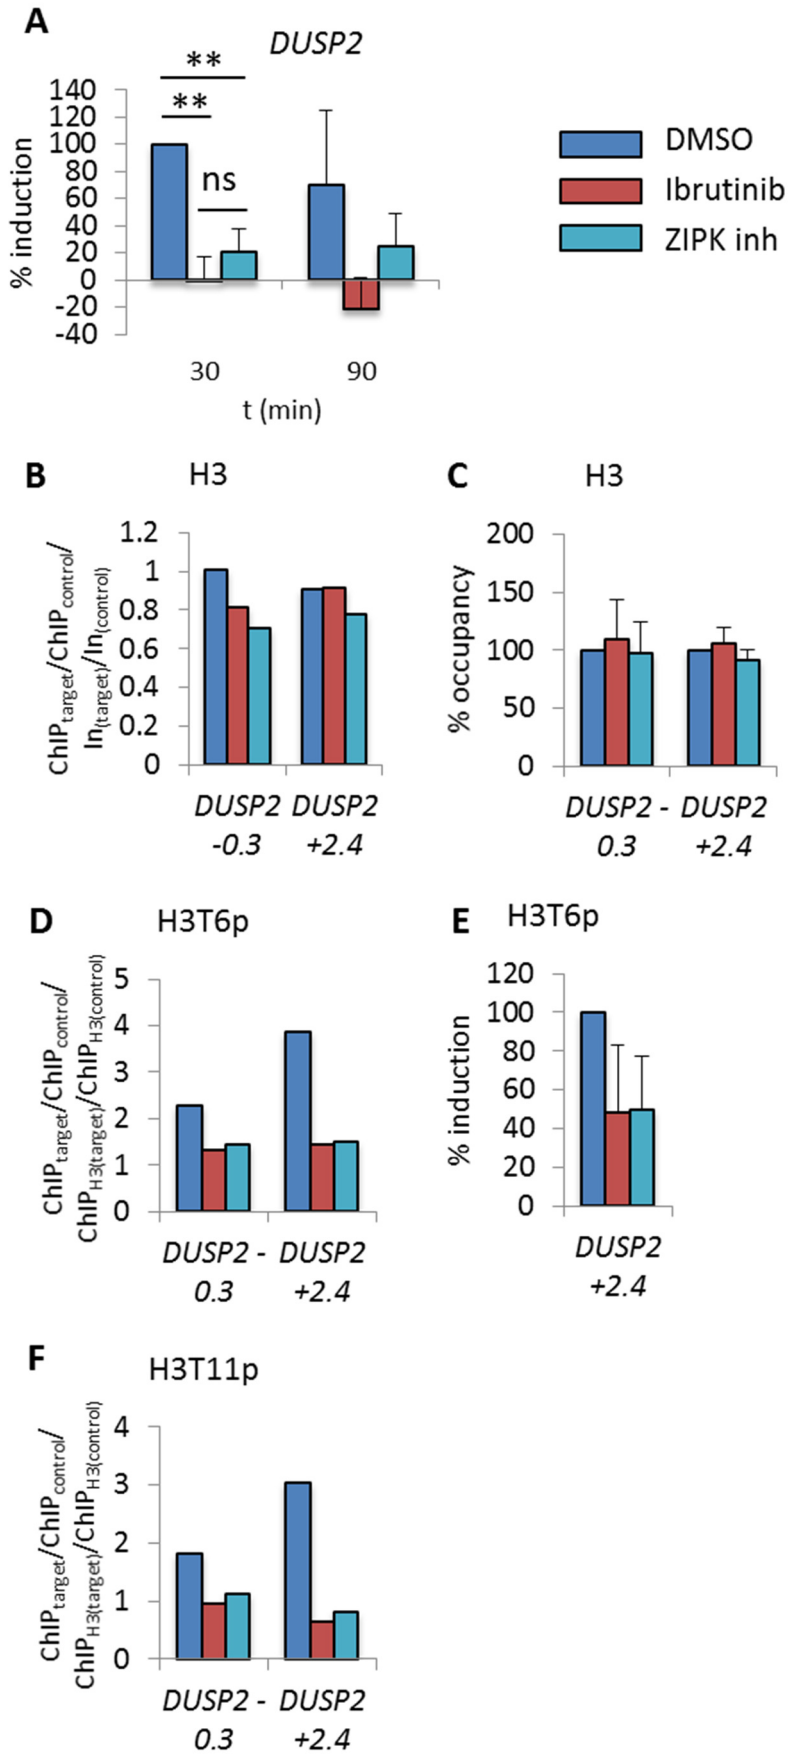 A
DUSP2
**
**
ns
140
120
100
80
60
40
20
0
-20
-40
% induction
30
90
t (min)
DMSO
Ibrutinib
ZIPK inh
B
H3
ChIPtarget/ChIPcontrol/
In(target)/In(control)
1.2
1
0.8
0.6
0.4
0.2
0
DUSP2 DUSP2
-0.3 +2.4
C
H3
% occupancy
200
150
100
50
0
DUSP2 - DUSP2
0.3 +2.4
D
H3T6p
ChIPtarget/ChIPcontrol/
ChIPH3(target)/ChIPH3(control)
5
4
3
2
1
0
DUSP2 - DUSP2
0.3 +2.4
E
H3T6p
% induction
120
100
80
60
40
20
0
DUSP2
+2.4
F
H3T11p
ChIPtarget/ChIPcontrol/
ChIPH3(target)/ChIPH3(control)
4
3
2
1
0
DUSP2 - DUSP2
0.3 +2.4